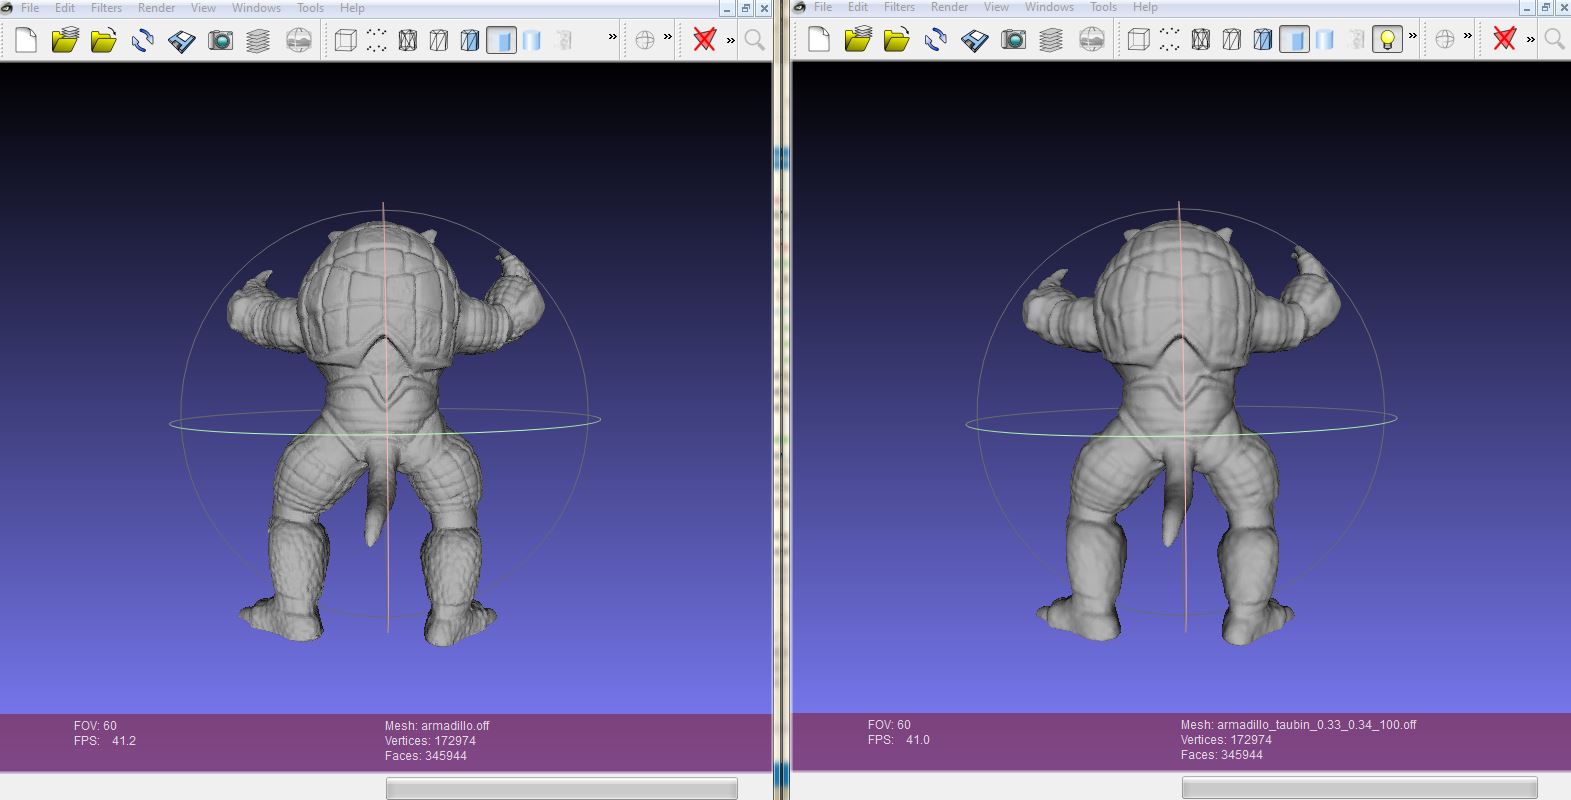 File Edit Filters Render View Windows Tools Help
FOV: 60
FPS: 41.2
Mesh: armadillo.off
Vertices: 172974
Faces: 345944
File Edit Filters Render View Windows Tools Help
FOV: 60
FPS: 41.0
Mesh: armadillo_taubin_0.33_0.34_100.off
Vertices: 172974
Faces: 345944